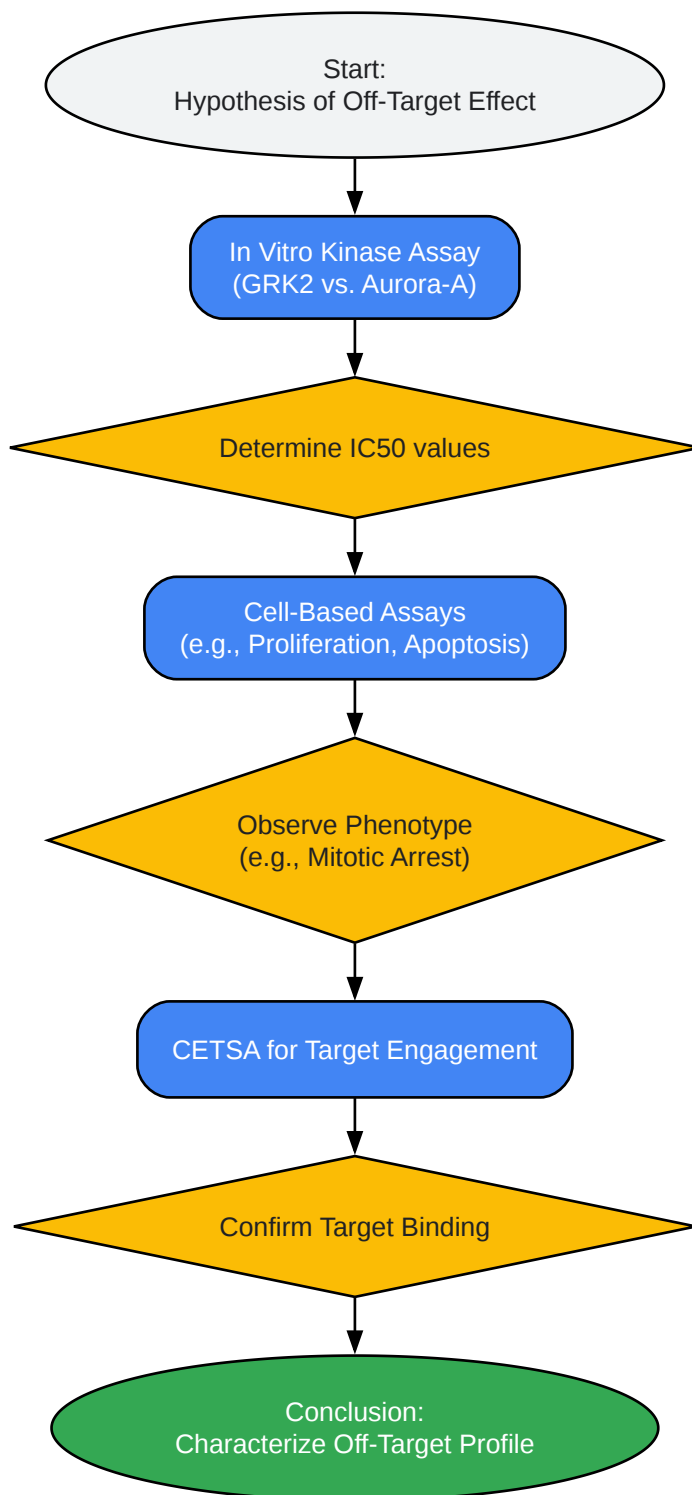 Start:
Hypothesis of Off-Target Effect
In Vitro Kinase Assay
(GRK2 vs. Aurora-A)
Determine IC50 values
Cell-Based Assays
(e.g., Proliferation, Apoptosis)
Observe Phenotype
(e.g., Mitotic Arrest)
CETSA for Target Engagement
Confirm Target Binding
Conclusion:
Characterize Off-Target Profile